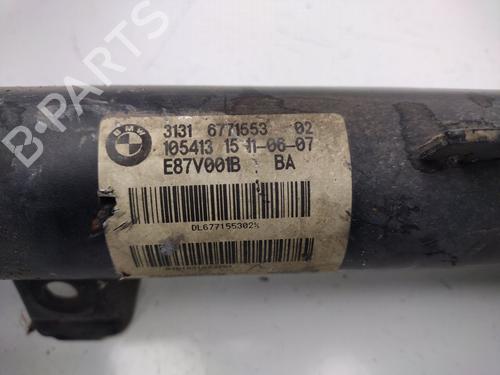 BMW
3131 6771553 02
105413 15 11-06-07
E87V001B BA
DL677155302%
B-PARTS